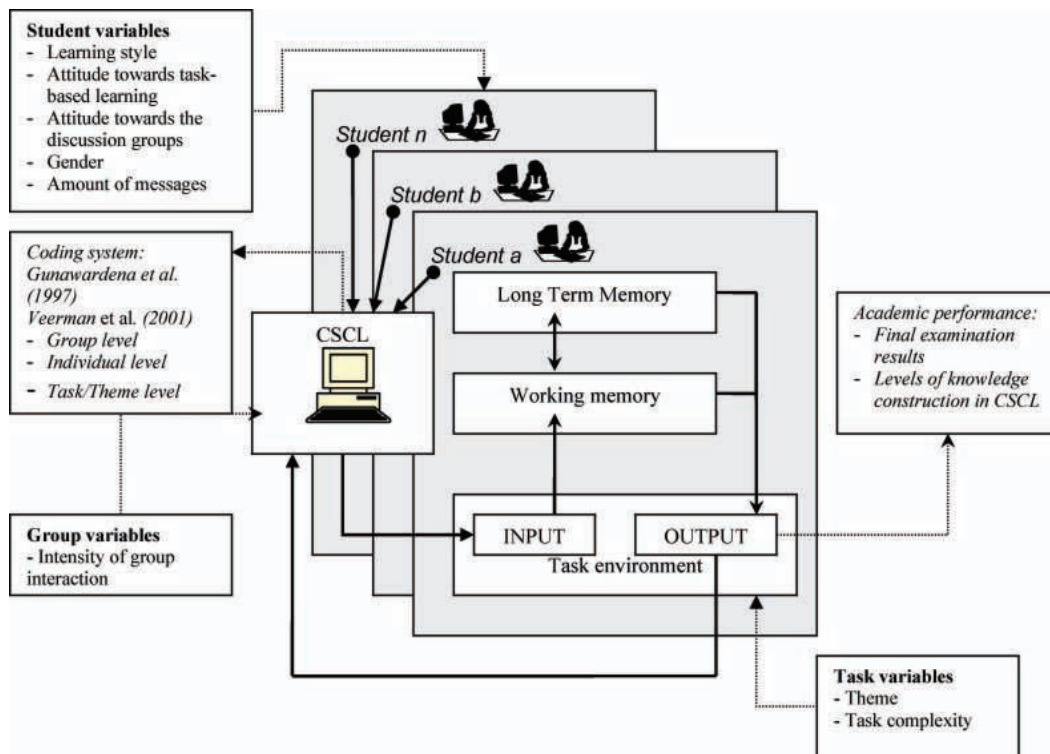 Student variables
- Learning style
- Attitude towards task-
based learning
- Attitude towards the
discussion groups
- Gender
- Amount of messages
Student n
Student b
Student a
Coding system:
Gunawardena et al.
(1997)
Veerman et al. (2001)
- Group level
- Individual level
- Task/Theme level
CSCL
Long Term Memory
Working memory
Academic performance:
- Final examination
results
- Levels of knowledge
construction in CSCL
Group variables
- Intensity of group
interaction
INPUT
OUTPUT
Task environment
Task variables
- Theme
- Task complexity